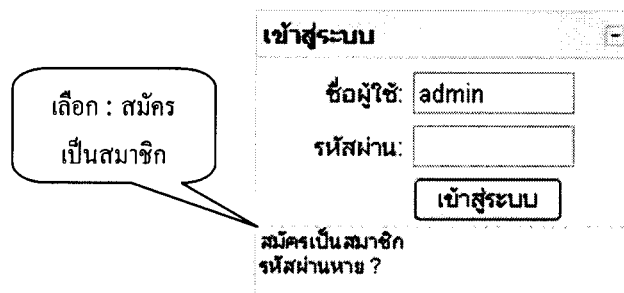 เข้าสู่ระบบ
เลือก : สมัคร
เป็นสมาชิก
ชื่อผู้ใช้: admin
รหัสผ่าน:
เข้าสู่ระบบ
สมัครเป็นสมาชิก
รหัสผ่านหาย ?